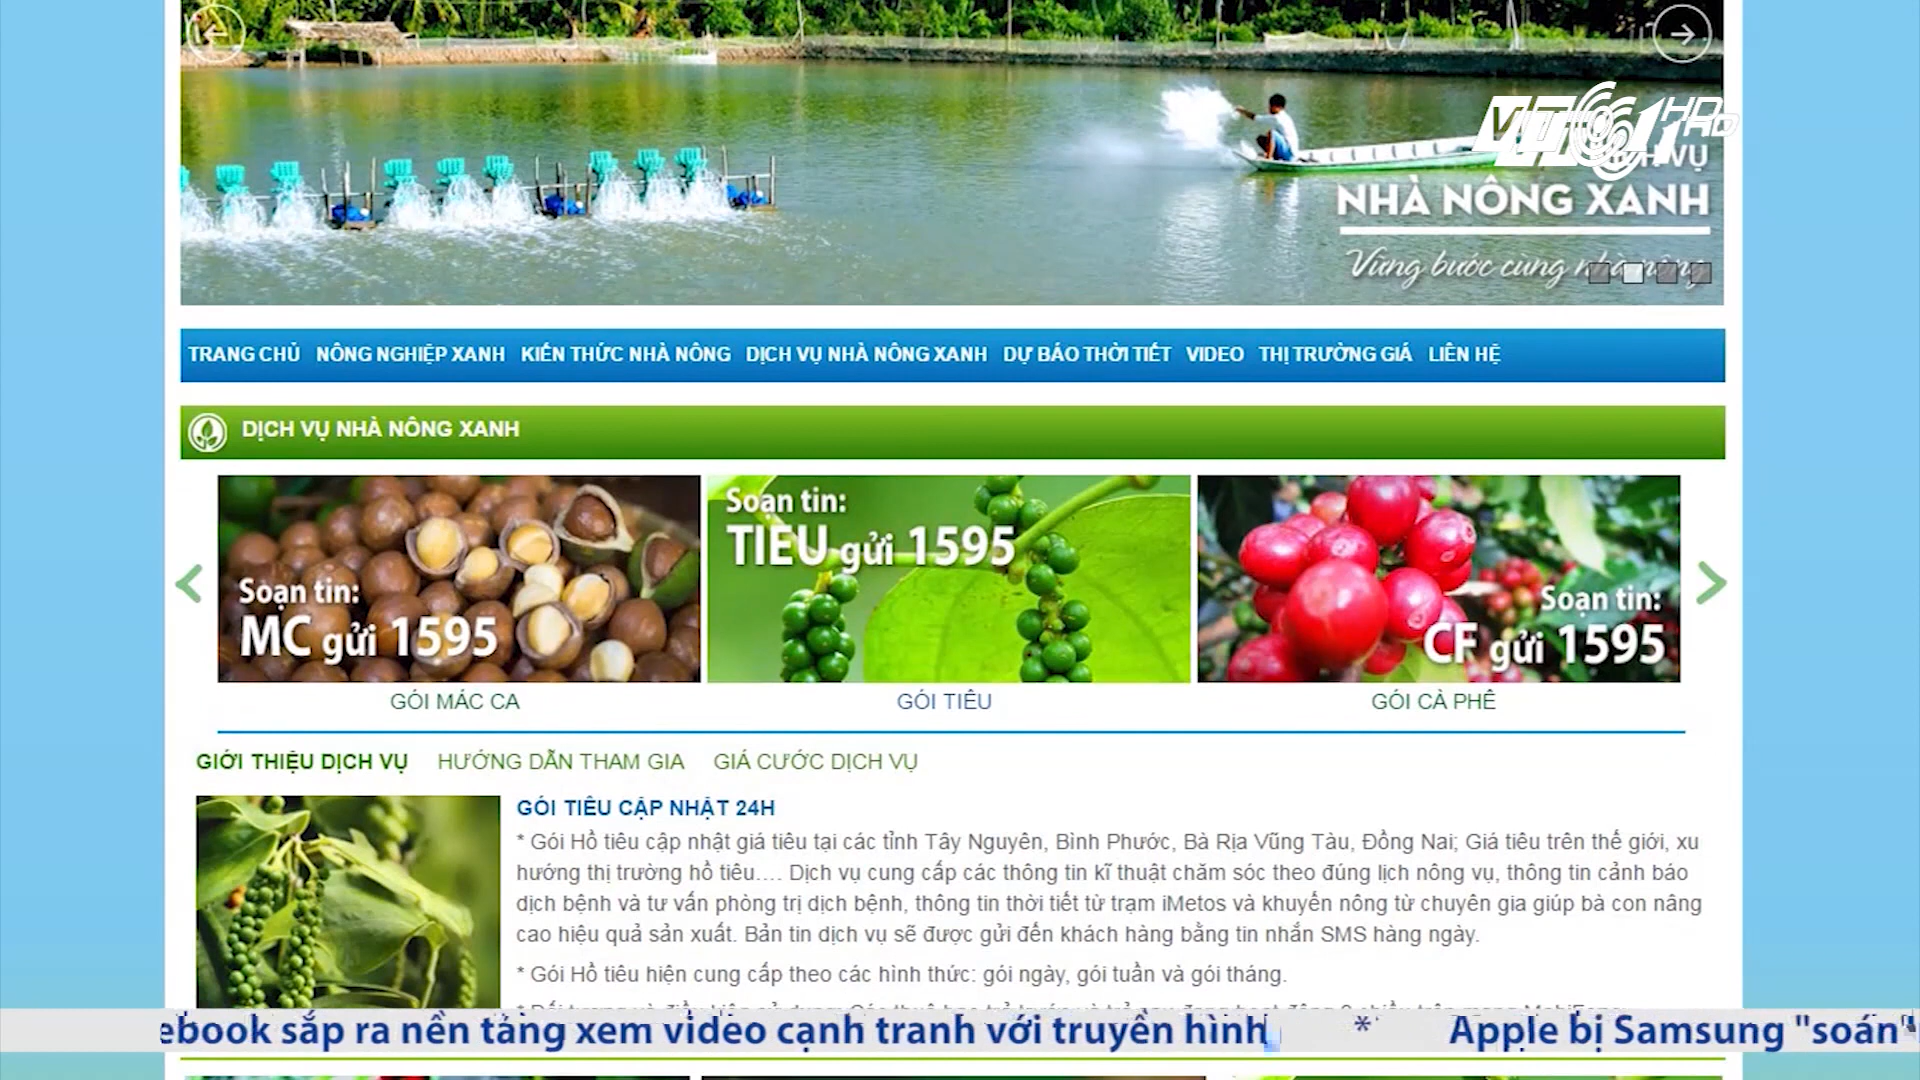 VTC1 HD
NHÀ NÔNG XANH
Vững bước cùng nhà nông
TRANG CHỦ NÔNG NGHIỆP XANH KIẾN THỨC NHÀ NÔNG DỊCH VỤ NHÀ NÔNG XANH DỰ BÁO THỜI TIẾT VIDEO THỊ TRƯỜNG GIÁ LIÊN HỆ
DỊCH VỤ NHÀ NÔNG XANH
Soạn tin:
MC gửi 1595
Soạn tin:
TIEU gửi 1595
Soạn tin:
CF gửi 1595
GÓI MÁC CA
GÓI TIÊU
GÓI CÀ PHÊ
GIỚI THIỆU DỊCH VỤ HƯỚNG DẪN THAM GIA GIÁ CƯỚC DỊCH VỤ
GÓI TIÊU CẬP NHẬT 24H
* Gói Hồ tiêu cập nhật giá tiêu tại các tỉnh Tây Nguyên, Bình Phước, Bà Rịa Vũng Tàu, Đồng Nai; Giá tiêu trên thế giới, xu
hướng thị trường hồ tiêu.... Dịch vụ cung cấp các thông tin kĩ thuật chăm sóc theo đúng lịch nông vụ, thông tin cảnh báo
dịch bệnh và tư vấn phòng trị dịch bệnh, thông tin thời tiết từ trạm iMetos và khuyến nông từ chuyên gia giúp bà con nâng
cao hiệu quả sản xuất. Bản tin dịch vụ sẽ được gửi đến khách hàng bằng tin nhắn SMS hàng ngày.
* Gói Hồ tiêu hiện cung cấp theo các hình thức: gói ngày, gói tuần và gói tháng.
ebook sắp ra nền tảng xem video cạnh tranh với truyền hình * Apple bị Samsung "soán"